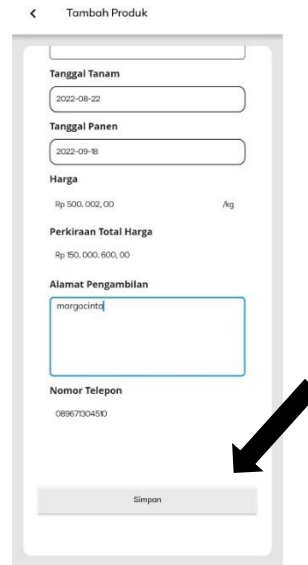 Tambah Produk
Tanggal Tanam
2022-08-22
Tanggal Panen
2022-09-18
Harga
Rp 500.002,00 /kg
Perkiraan Total Harga
Rp 150.000.600,00
Alamat Pengambilan
margacinta
Nomor Telepon
089671304510
Simpan